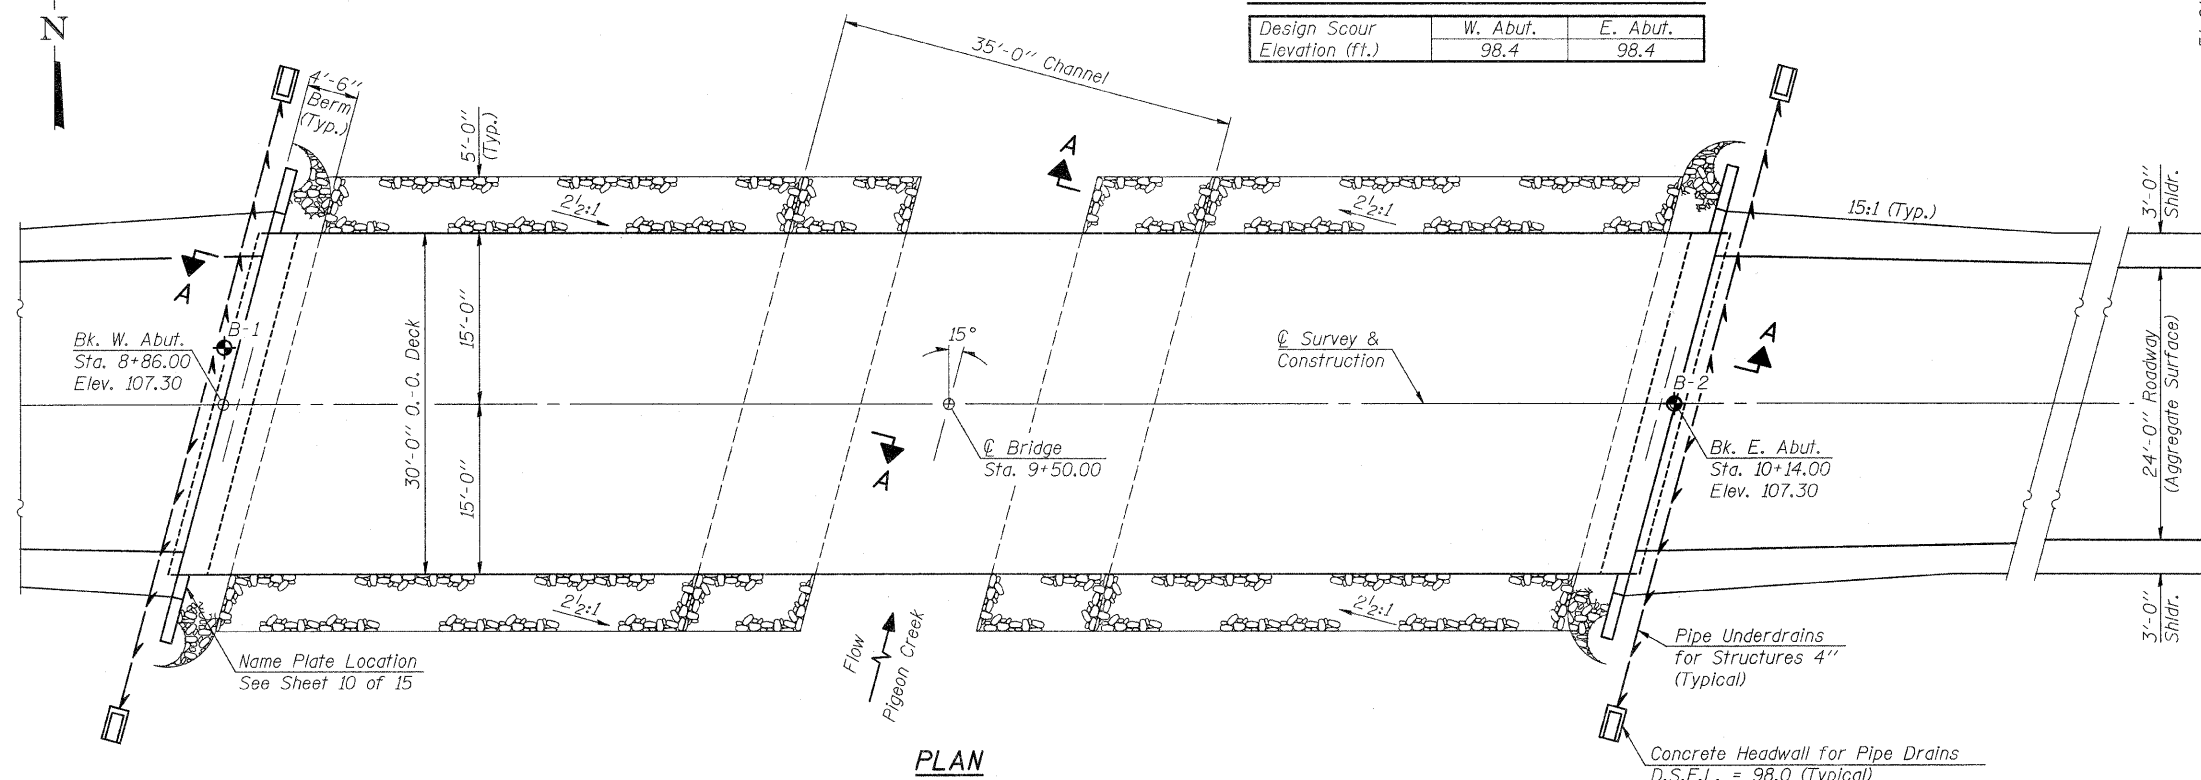 N
Design Scour Elevation (ft.)
W. Abut.
E. Abut.
98.4
98.4
35'-0" Channel
4'-6"
Berm
(Typ.)
5'-0"
(Typ.)
A
2½:1
2½:1
15:1 (Typ.)
3'-0"
Shldr.
A
B-1
Bk. W. Abut.
Sta. 8+86.00
Elev. 107.30
30'-0" O.-O. Deck
15'-0"
15'-0"
15°
℄ Survey &
Construction
A
B-2
24'-0" Roadway
(Aggregate Surface)
℄ Bridge
Sta. 9+50.00
A
Bk. E. Abut.
Sta. 10+14.00
Elev. 107.30
2½:1
2½:1
3'-0"
Shldr.
Flow
Pigeon Creek
Name Plate Location
See Sheet 10 of 15
Pipe Underdrains
for Structures 4"
(Typical)
PLAN
Concrete Headwall for Pipe Drains
D.S.F.L. = 98.0 (Typical)